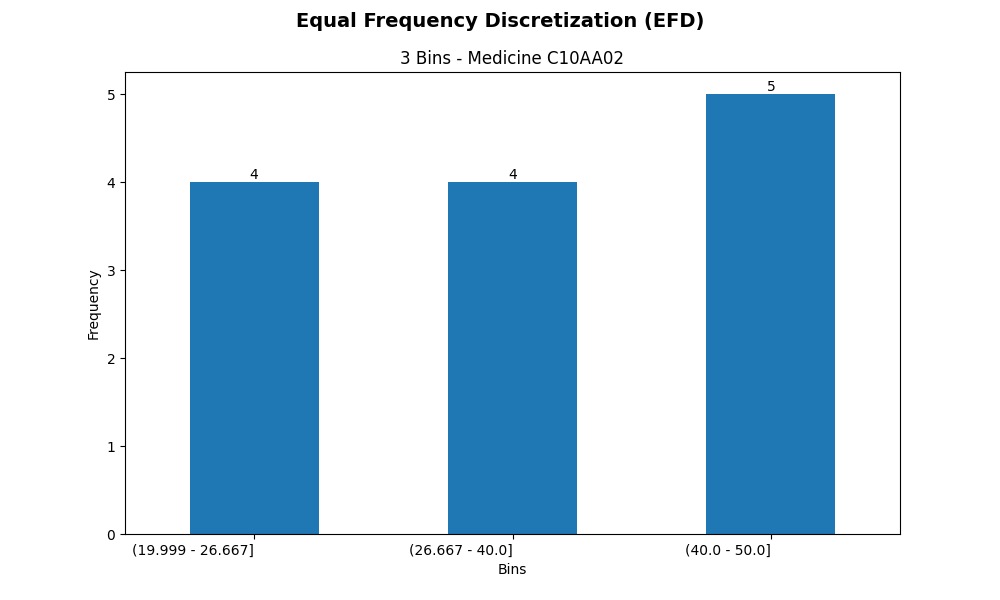 Equal Frequency Discretization (EFD)
3 Bins - Medicine C10AA02
5
4
4
5
4
3
2
1
0
Frequency
(19.999 - 26.667]
(26.667 - 40.0]
(40.0 - 50.0]
Bins